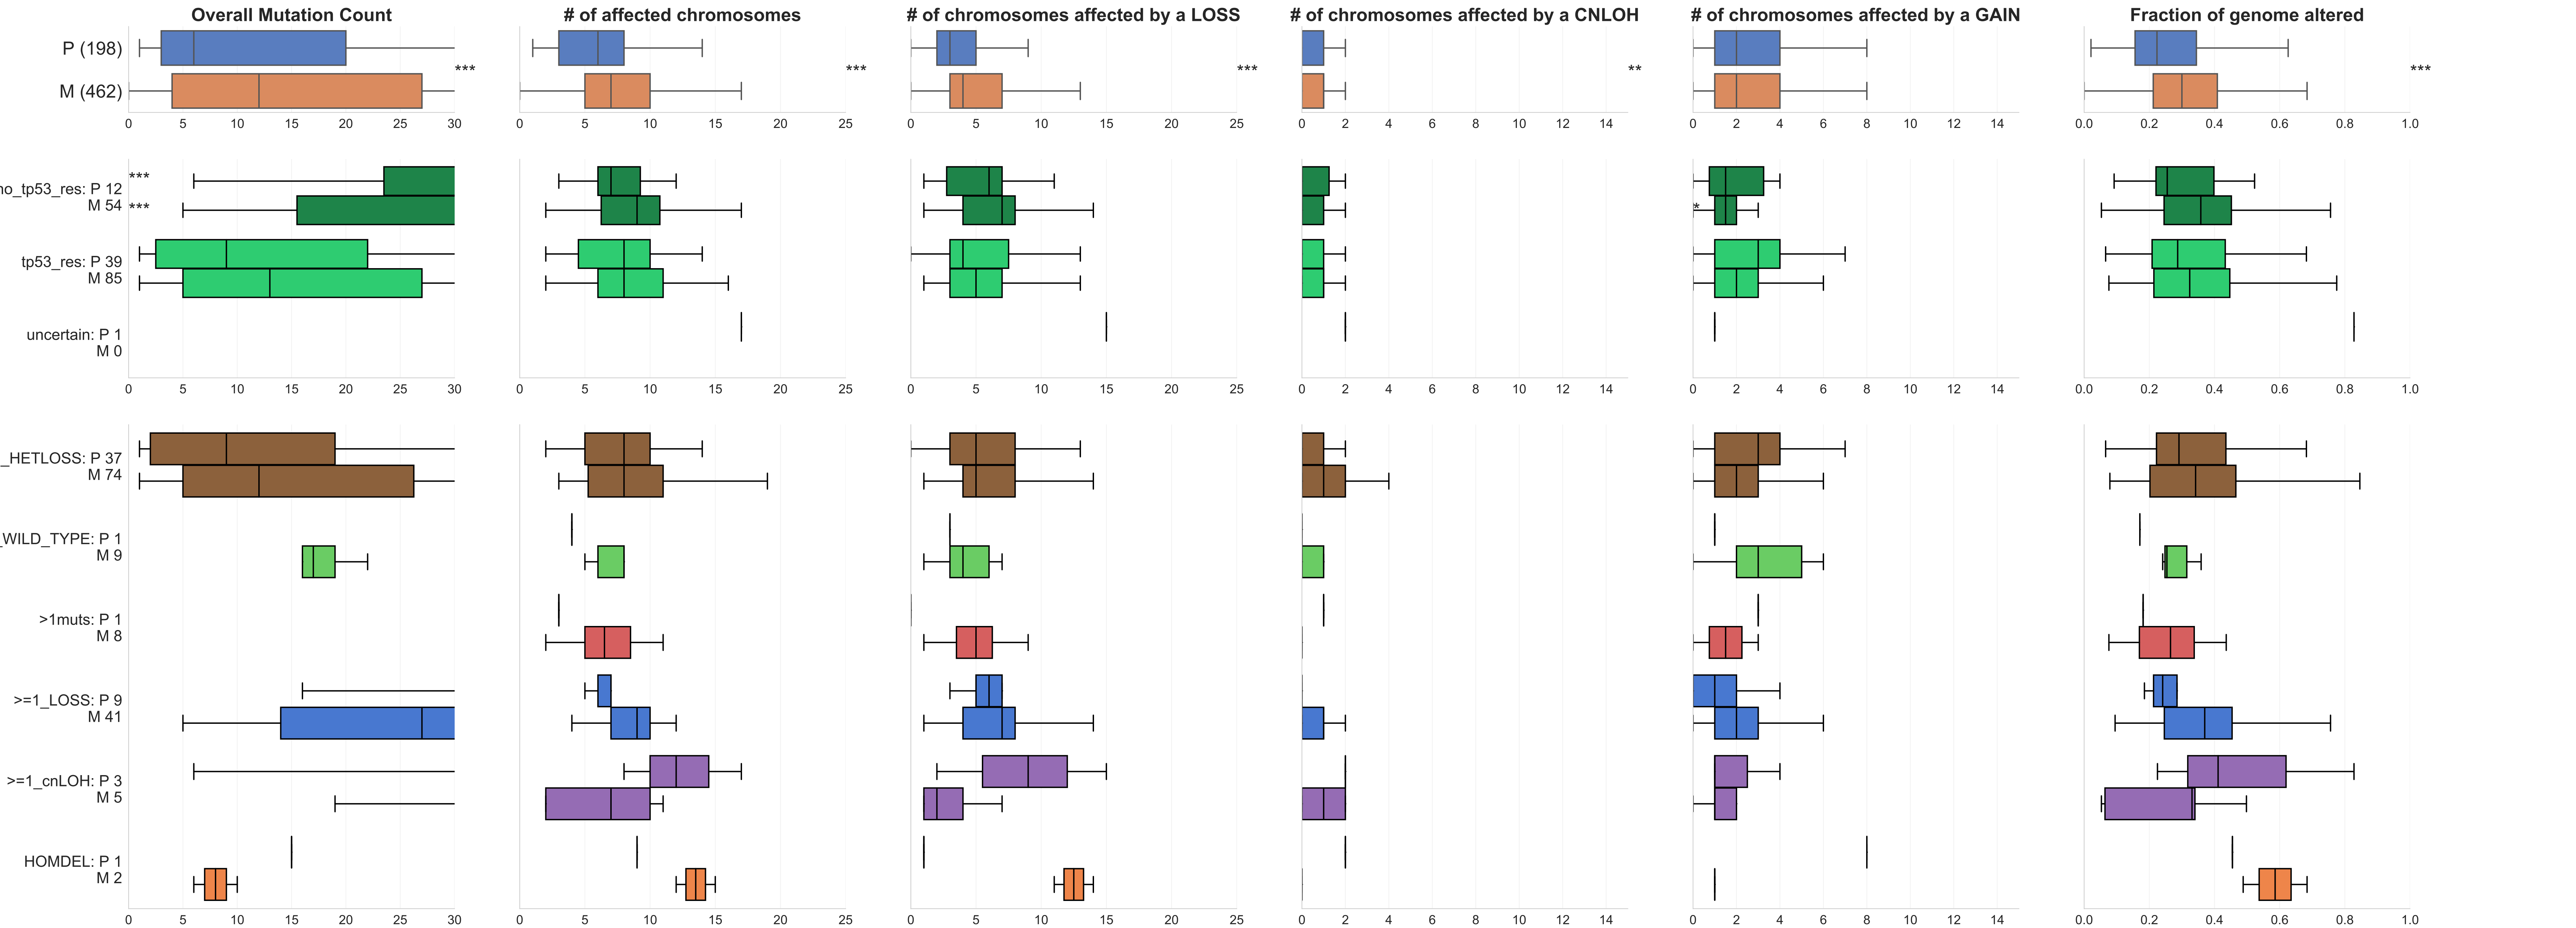 Overall Mutation Count
# of affected chromosomes
# of chromosomes affected by a LOSS
# of chromosomes affected by a CNLOH
# of chromosomes affected by a GAIN
Fraction of genome altered
P (198)
M (462)
*** *** *** ** ***
0 5 10 15 20 25 30
0 5 10 15 20 25
0 5 10 15 20 25
0 2 4 6 8 10 12 14
0 2 4 6 8 10 12 14
0.0 0.2 0.4 0.6 0.8 1.0
no_tp53_res: P 12
M 54
***
***
*
tp53_res: P 39
M 85
uncertain: P 1
M 0
0 5 10 15 20 25 30
0 5 10 15 20 25
0 5 10 15 20 25
0 2 4 6 8 10 12 14
0 2 4 6 8 10 12 14
0.0 0.2 0.4 0.6 0.8 1.0
_HETLOSS: P 37
M 74
_WILD_TYPE: P 1
M 9
>1muts: P 1
M 8
>=1_LOSS: P 9
M 41
>=1_cnLOH: P 3
M 5
HOMDEL: P 1
M 2
0 5 10 15 20 25 30
0 5 10 15 20 25
0 5 10 15 20 25
0 2 4 6 8 10 12 14
0 2 4 6 8 10 12 14
0.0 0.2 0.4 0.6 0.8 1.0